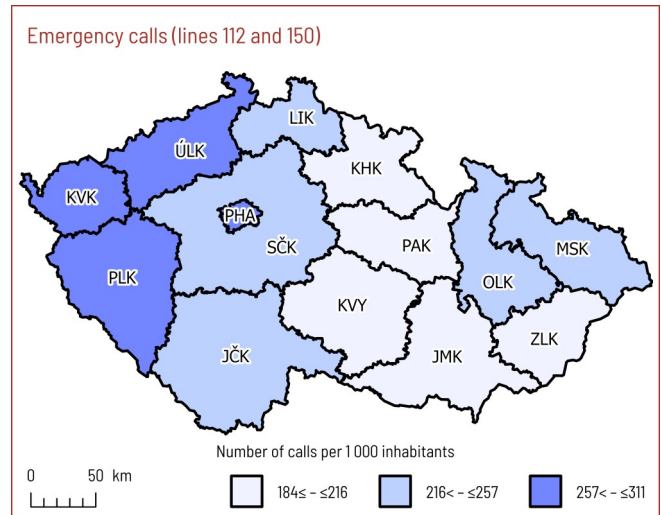 Emergency calls (lines 112 and 150)
LIK
ÚLK
KHK
KVK
PHA
SČK
PAK
MSK
PLK
OLK
KVY
ZLK
JČK
JMK
Number of calls per 1 000 inhabitants
0 50 km
184≤ – ≤216 216< – ≤257 257< – ≤311